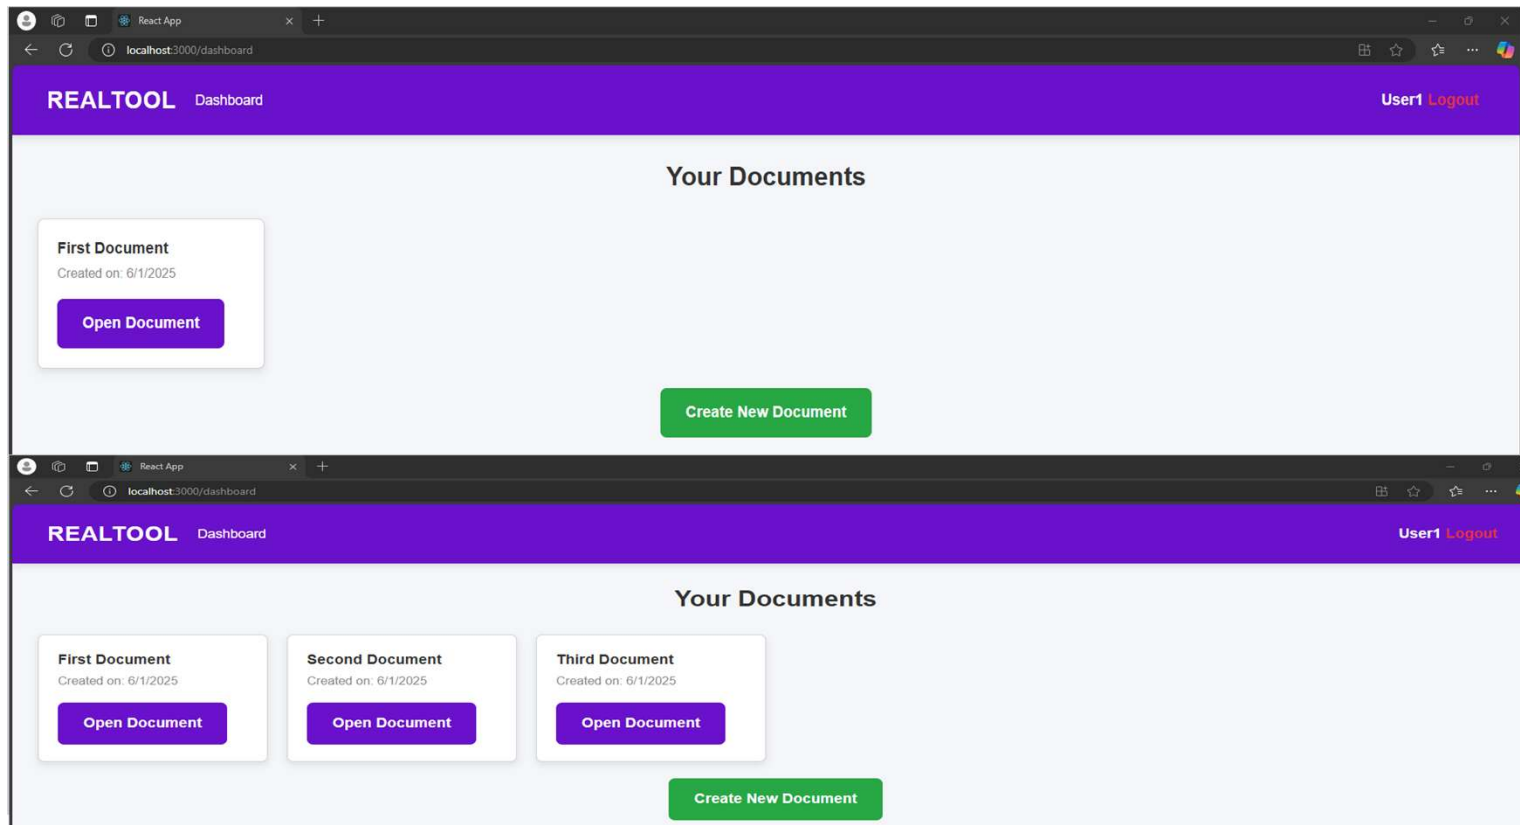 React App
localhost:3000/dashboard
REALTOOL Dashboard User1 Logout
Your Documents
First Document
Created on: 6/1/2025
Open Document
Create New Document
React App
localhost:3000/dashboard
REALTOOL Dashboard User1 Logout
Your Documents
First Document Second Document Third Document
Created on: 6/1/2025 Created on: 6/1/2025 Created on: 6/1/2025
Open Document Open Document Open Document
Create New Document